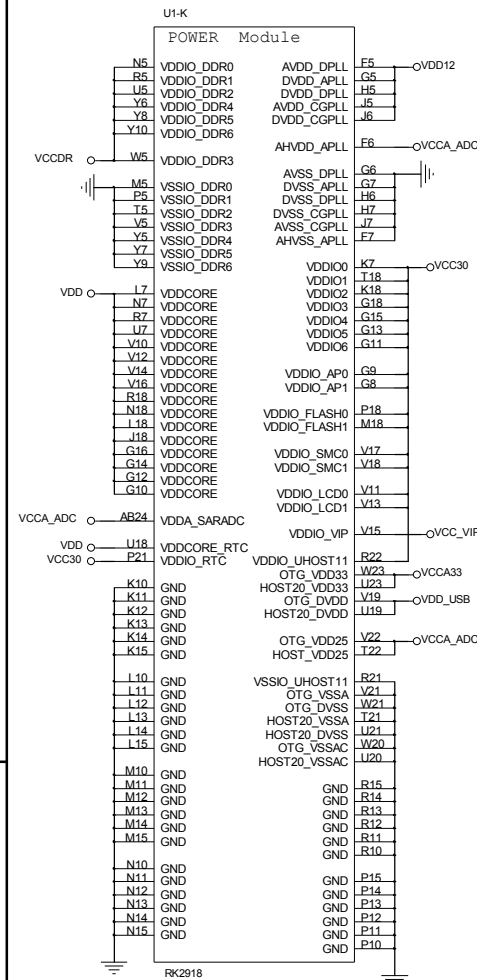 U1-K
POWER Module
N5 VDDIO_DDR0
R5 VDDIO_DDR1
U5 VDDIO_DDR2
Y6 VDDIO_DDR4
Y8 VDDIO_DDR5
Y10 VDDIO_DDR6
VCCDR W5 VDDIO_DDR3
M5 VSSIO_DDR0
P5 VSSIO_DDR1
T5 VSSIO_DDR2
V5 VSSIO_DDR3
Y5 VSSIO_DDR4
Y7 VSSIO_DDR5
Y9 VSSIO_DDR6
VDD L7 VDDCORE
N7 VDDCORE
R7 VDDCORE
U7 VDDCORE
V10 VDDCORE
V12 VDDCORE
V14 VDDCORE
V16 VDDCORE
R18 VDDCORE
N18 VDDCORE
L18 VDDCORE
J18 VDDCORE
G16 VDDCORE
G14 VDDCORE
G12 VDDCORE
G10 VDDCORE
VCCA_ADC AB24 VDDA_SARADC
VDD U18 VDDCORE_RTC
VCC30 P21 VDDIO_RTC
K10 GND
K11 GND
K12 GND
K13 GND
K14 GND
K15 GND
L10 GND
L11 GND
L12 GND
L13 GND
L14 GND
L15 GND
M10 GND
M11 GND
M12 GND
M13 GND
M14 GND
M15 GND
N10 GND
N11 GND
N12 GND
N13 GND
N14 GND
N15 GND
AVDD_DPLL F5 VDD12
DVDD_APLL G5
DVDD_DPLL H5
AVDD_CGPLL J5
DVDD_CGPLL J6
AHVDD_APLL F6 VCCA_ADC
AVSS_DPLL G6
DVSS_APLL G7
DVSS_DPLL H6
DVSS_CGPLL H7
AVSS_CGPLL J7
AHVSS_APLL F7
VDDIO0 K7 VCC30
VDDIO1 T18
VDDIO2 K18
VDDIO3 G18
VDDIO4 G15
VDDIO5 G13
VDDIO6 G11
VDDIO_AP0 G9
VDDIO_AP1 G8
VDDIO_FLASH0 P18
VDDIO_FLASH1 M18
VDDIO_SMC0 V17
VDDIO_SMC1 V18
VDDIO_LCD0 V11
VDDIO_LCD1 V13
VDDIO_VIP V15 VCC_VIP
VDDIO_UHOST11 R22
OTG_VDD33 W23 VCCA33
HOST20_VDD33 U23
OTG_DVDD V19 VDD_USB
HOST20_DVDD U19
OTG_VDD25 V22 VCCA_ADC
HOST_VDD25 T22
VSSIO_UHOST11 R21
OTG_VSSA V21
OTG_DVSS W21
HOST20_VSSA T21
HOST20_DVSS U21
OTG_VSSAC W20
HOST20_VSSAC U20
GND R15
GND R14
GND R13
GND R12
GND R11
GND R10
GND P15
GND P14
GND P13
GND P12
GND P11
GND P10
RK2918